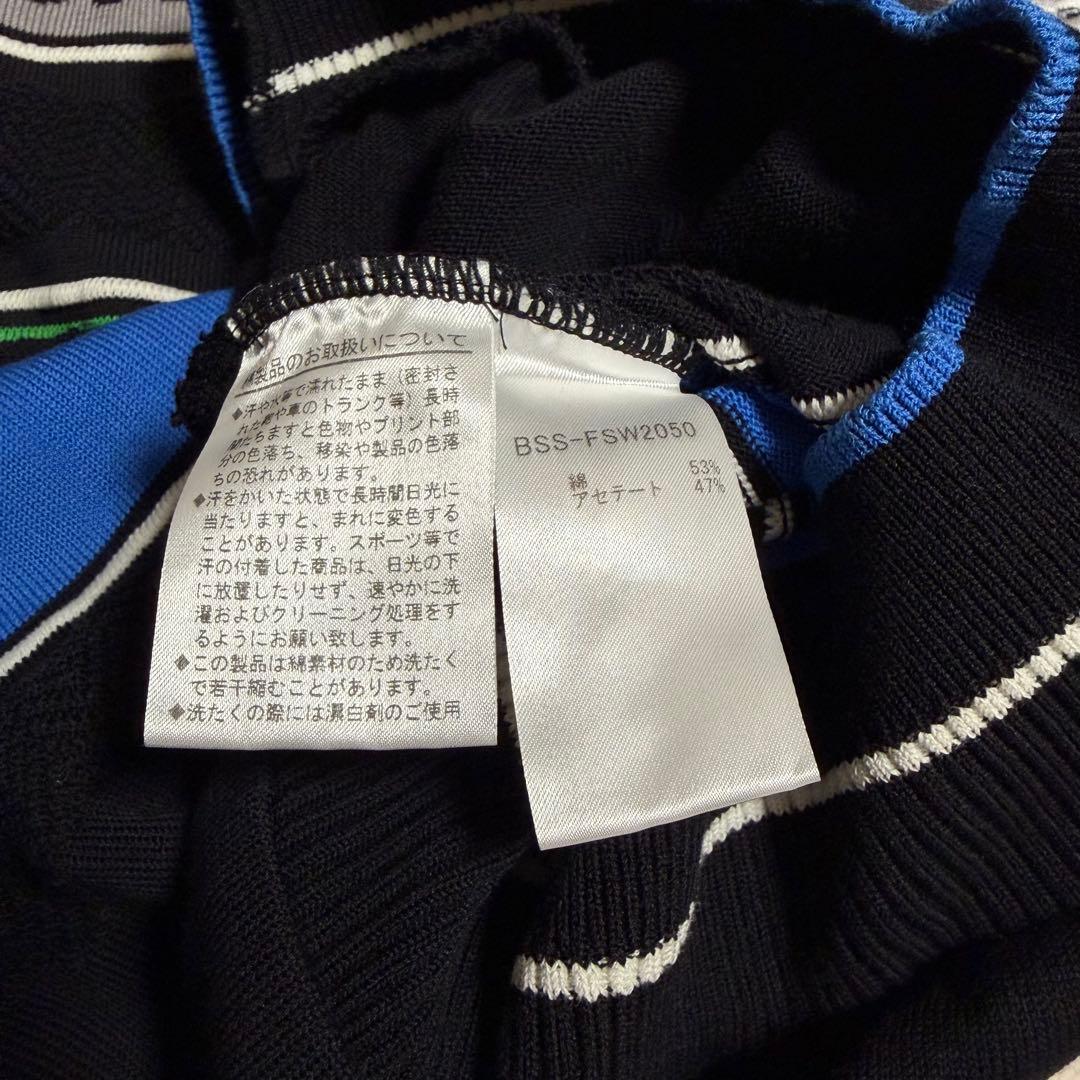 綿製品のお取扱いについて
◆汗や水等で濡れたまま（密封さ
れた鞄や車のトランク等）長時
間たちますと色物やプリント部
分の色落ち、移染や製品の色落
ちの恐れがあります。
◆汗をかいた状態で長時間日光に
当たりますと、まれに変色する
ことがあります。スポーツ等で
汗の付着した商品は、日光の下
に放置したりせず、速やかに洗
濯およびクリーニング処理をす
るようにお願い致します。
◆この製品は綿素材のため洗たく
で若干縮むことがあります。
◆洗たくの際には漂白剤のご使用
BSS-FSW2050
綿 53%
アセテート 47%